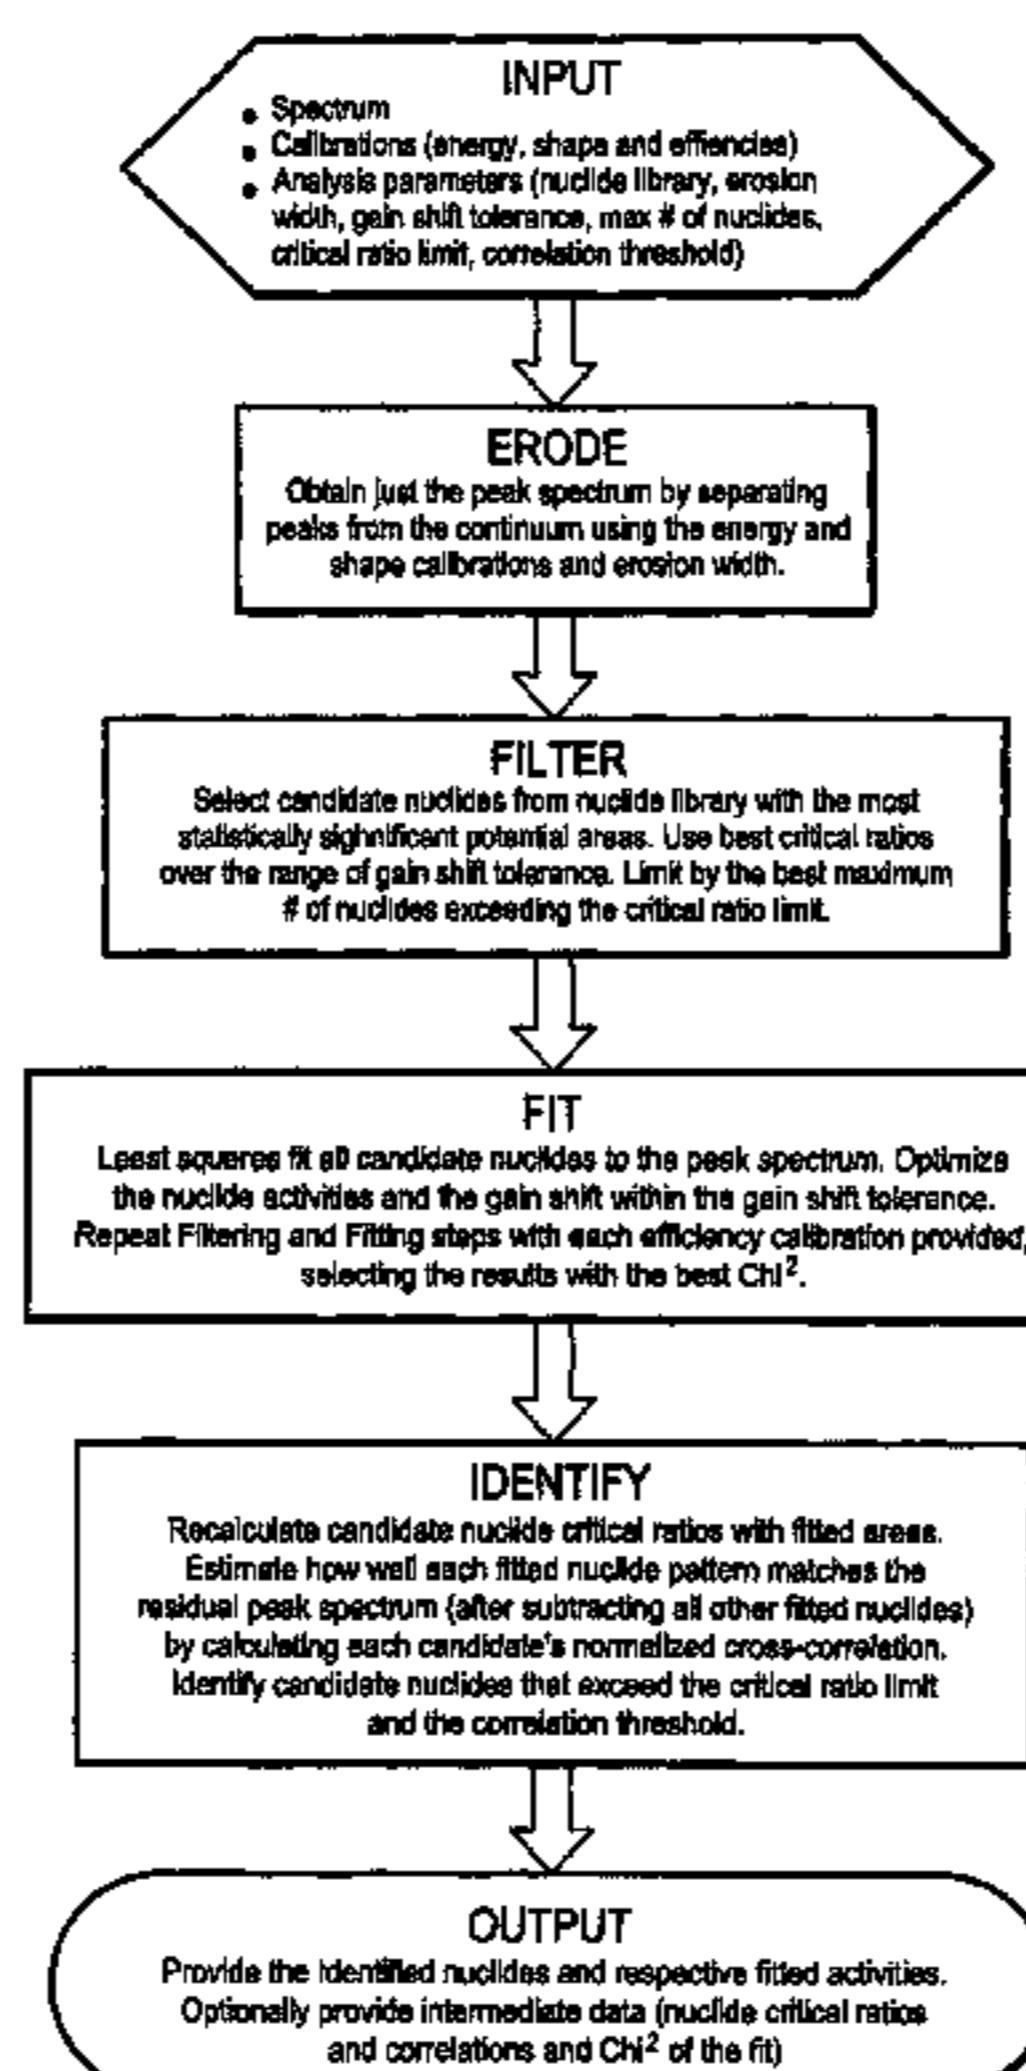 INPUT
• Spectrum
• Calibrations (energy, shape and effiencies)
• Analysis parameters (nuclide library, erosion
width, gain shift tolerance, max # of nuclides,
critical ratio limit, correlation threshold)
ERODE
Obtain just the peak spectrum by separating
peaks from the continuum using the energy and
shape calibrations and erosion width.
FILTER
Select candidate nuclides from nuclide library with the most
statistically sighnificant potential areas. Use best critical ratios
over the range of gain shift tolerance. Limit by the best maximum
# of nuclides exceeding the critical ratio limit.
FIT
Least squares fit all candidate nuclides to the peak spectrum. Optimize
the nuclide activities and the gain shift within the gain shift tolerance.
Repeat Filtering and Fitting steps with each efficiency calibration provided,
selecting the results with the best Chi².
IDENTIFY
Recalculate candidate nuclide critical ratios with fitted areas.
Estimate how well each fitted nuclide pattern matches the
residual peak spectrum (after subtracting all other fitted nuclides)
by calculating each candidate's normalized cross-correlation.
Identify candidate nuclides that exceed the critical ratio limit
and the correlation threshold.
OUTPUT
Provide the identified nuclides and respective fitted activities.
Optionally provide intermediate data (nuclide critical ratios
and correlations and Chi² of the fit)